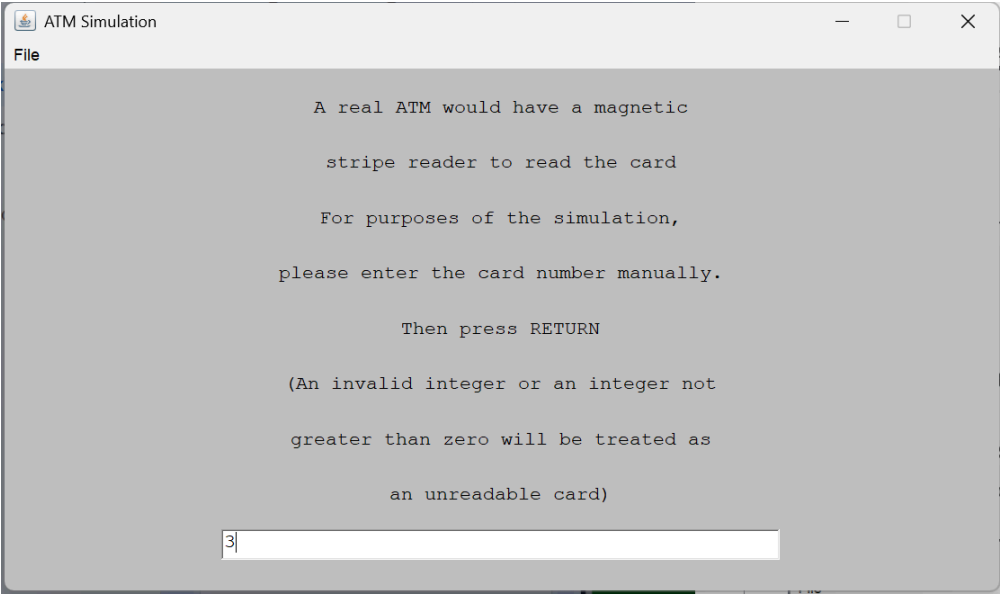 ATM Simulation
File
A real ATM would have a magnetic
stripe reader to read the card
For purposes of the simulation,
please enter the card number manually.
Then press RETURN
(An invalid integer or an integer not
greater than zero will be treated as
an unreadable card)
3